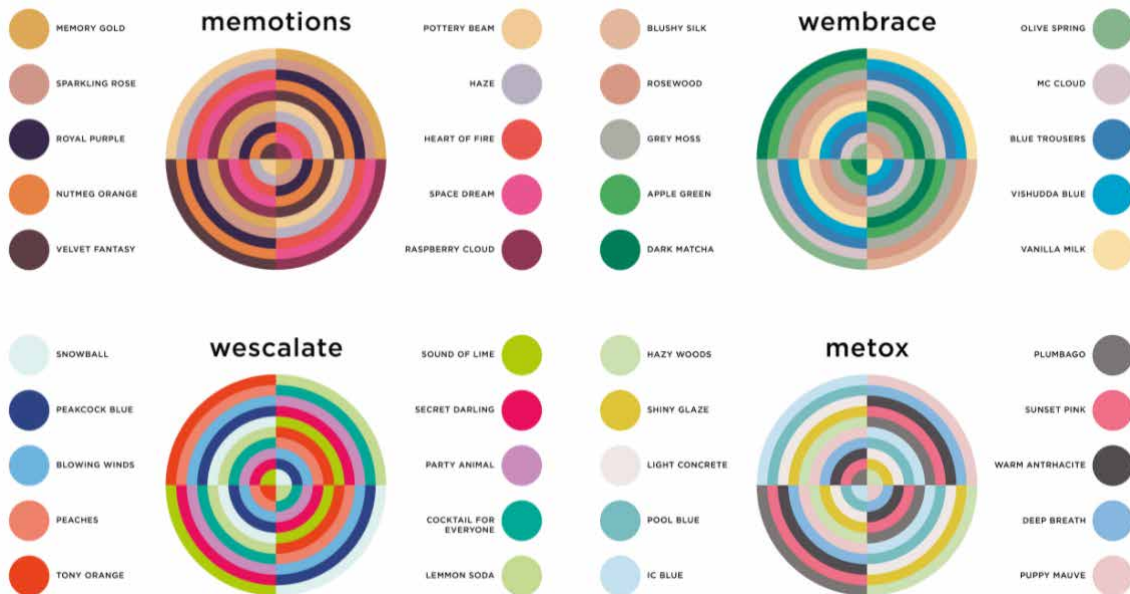 memotions
MEMORY GOLD
SPARKLING ROSE
ROYAL PURPLE
NUTMEG ORANGE
VELVET FANTASY
POTTERY BEAM
HAZE
HEART OF FIRE
SPACE DREAM
RASPBERRY CLOUD
wembrace
BLUSHY SILK
ROSEWOOD
GREY MOSS
APPLE GREEN
DARK MATCHA
OLIVE SPRING
MC CLOUD
BLUE TROUSERS
VISHUDDA BLUE
VANILLA MILK
wescalate
SNOWBALL
PEAKCOCK BLUE
BLOWING WINDS
PEACHES
TONY ORANGE
SOUND OF LIME
SECRET DARLING
PARTY ANIMAL
COCKTAIL FOR
EVERYONE
LEMMON SODA
metox
HAZY WOODS
SHINY GLAZE
LIGHT CONCRETE
POOL BLUE
IC BLUE
PLUMBAGO
SUNSET PINK
WARM ANTRHACITE
DEEP BREATH
PUPPY MAUVE